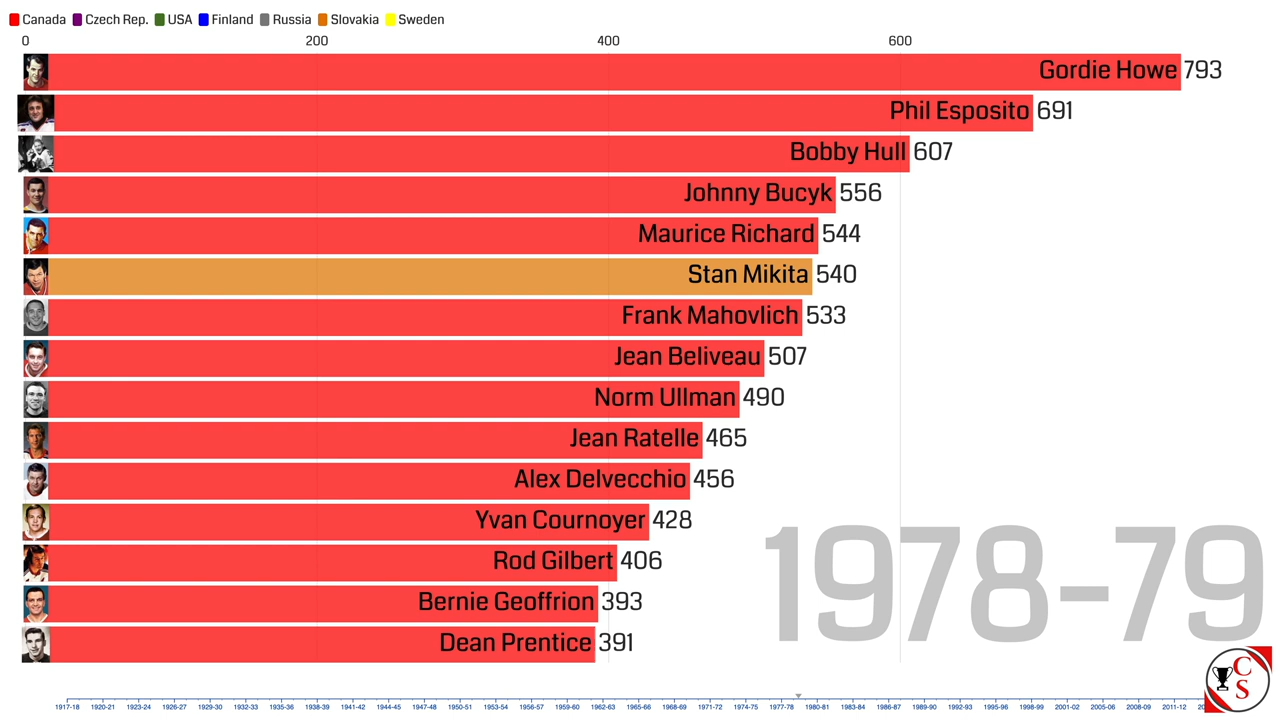 Canada Czech Rep. USA Finland Russia Slovakia Sweden
0 200 400 600
Gordie Howe 793
Phil Esposito 691
Bobby Hull 607
Johnny Bucyk 556
Maurice Richard 544
Stan Mikita 540
Frank Mahovlich 533
Jean Beliveau 507
Norm Ullman 490
Jean Ratelle 465
Alex Delvecchio 456
Yvan Cournoyer 428
Rod Gilbert 406
Bernie Geoffrion 393
Dean Prentice 391
1978-79
CS
1917-18 1920-21 1923-24 1926-27 1929-30 1932-33 1935-36 1938-39 1941-42 1944-45 1947-48 1950-51 1953-54 1956-57 1959-60 1962-63 1965-66 1968-69 1971-72 1974-75 1977-78 1980-81 1983-84 1986-87 1989-90 1992-93 1995-96 1998-99 2001-02 2005-06 2008-09 2011-12